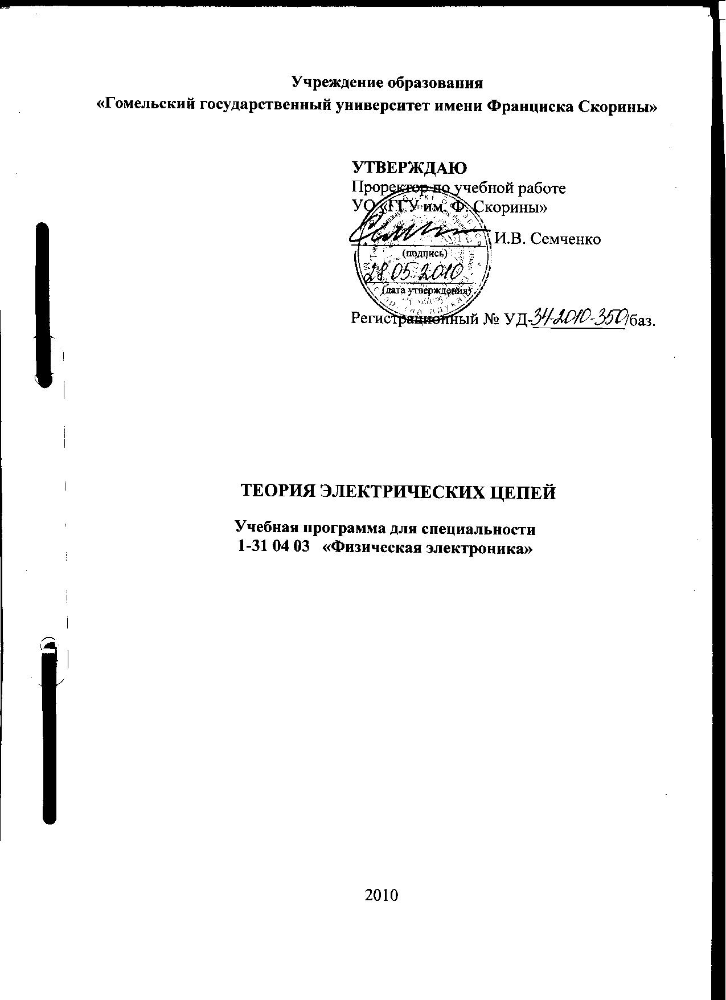 Учреждение образования
«Гомельский государственный университет имени Франциска Скорины»
УТВЕРЖДАЮ
Проректор по учебной работе
УО «ГГУ им. Ф. Скорины»
И.В. Семченко
(подпись)
28.05.2010
(дата утверждения)
Регистрационный № УД-34-2010-350/баз.
ТЕОРИЯ ЭЛЕКТРИЧЕСКИХ ЦЕПЕЙ
Учебная программа для специальности
1-31 04 03 «Физическая электроника»
2010